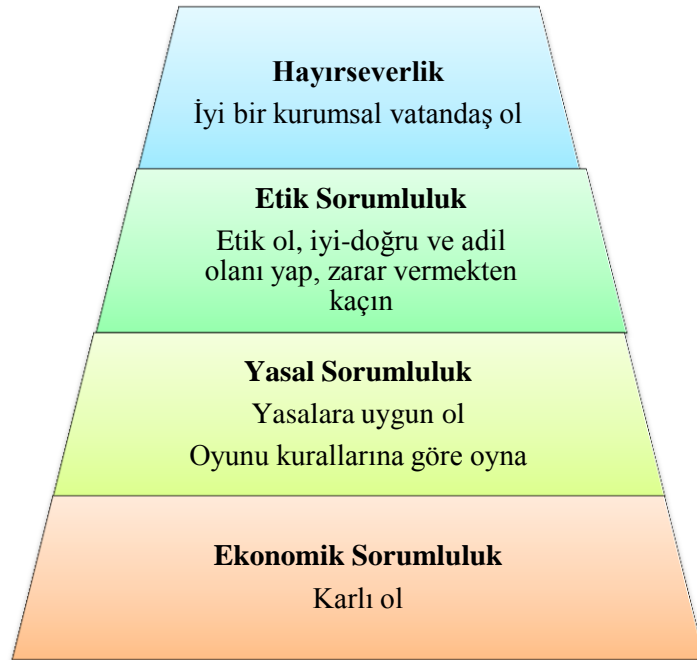 Hayırseverlik
İyi bir kurumsal vatandaş ol
Etik Sorumluluk
Etik ol, iyi-doğru ve adil
olanı yap, zarar vermekten
kaçın
Yasal Sorumluluk
Yasalara uygun ol
Oyunu kurallarına göre oyna
Ekonomik Sorumluluk
Karlı ol